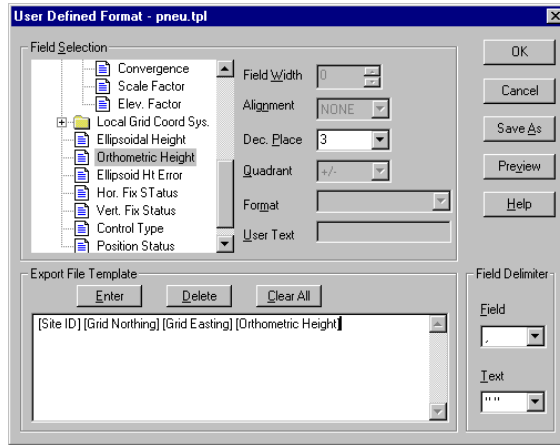 User Defined Format - pneu.tpl
Field Selection
Convergence
Scale Factor
Elev. Factor
Local Grid Coord Sys.
Ellipsoidal Height
Orthometric Height
Ellipsoid Ht Error
Hor. Fix STatus
Vert. Fix Status
Control Type
Position Status
Field Width 0
Alignment NONE
Dec. Place 3
Quadrant +/-
Format
User Text
OK
Cancel
Save As
Preview
Help
Export File Template
Enter Delete Clear All
[Site ID] [Grid Northing] [Grid Easting] [Orthometric Height]
Field Delimiter
Field
,
Text
" "